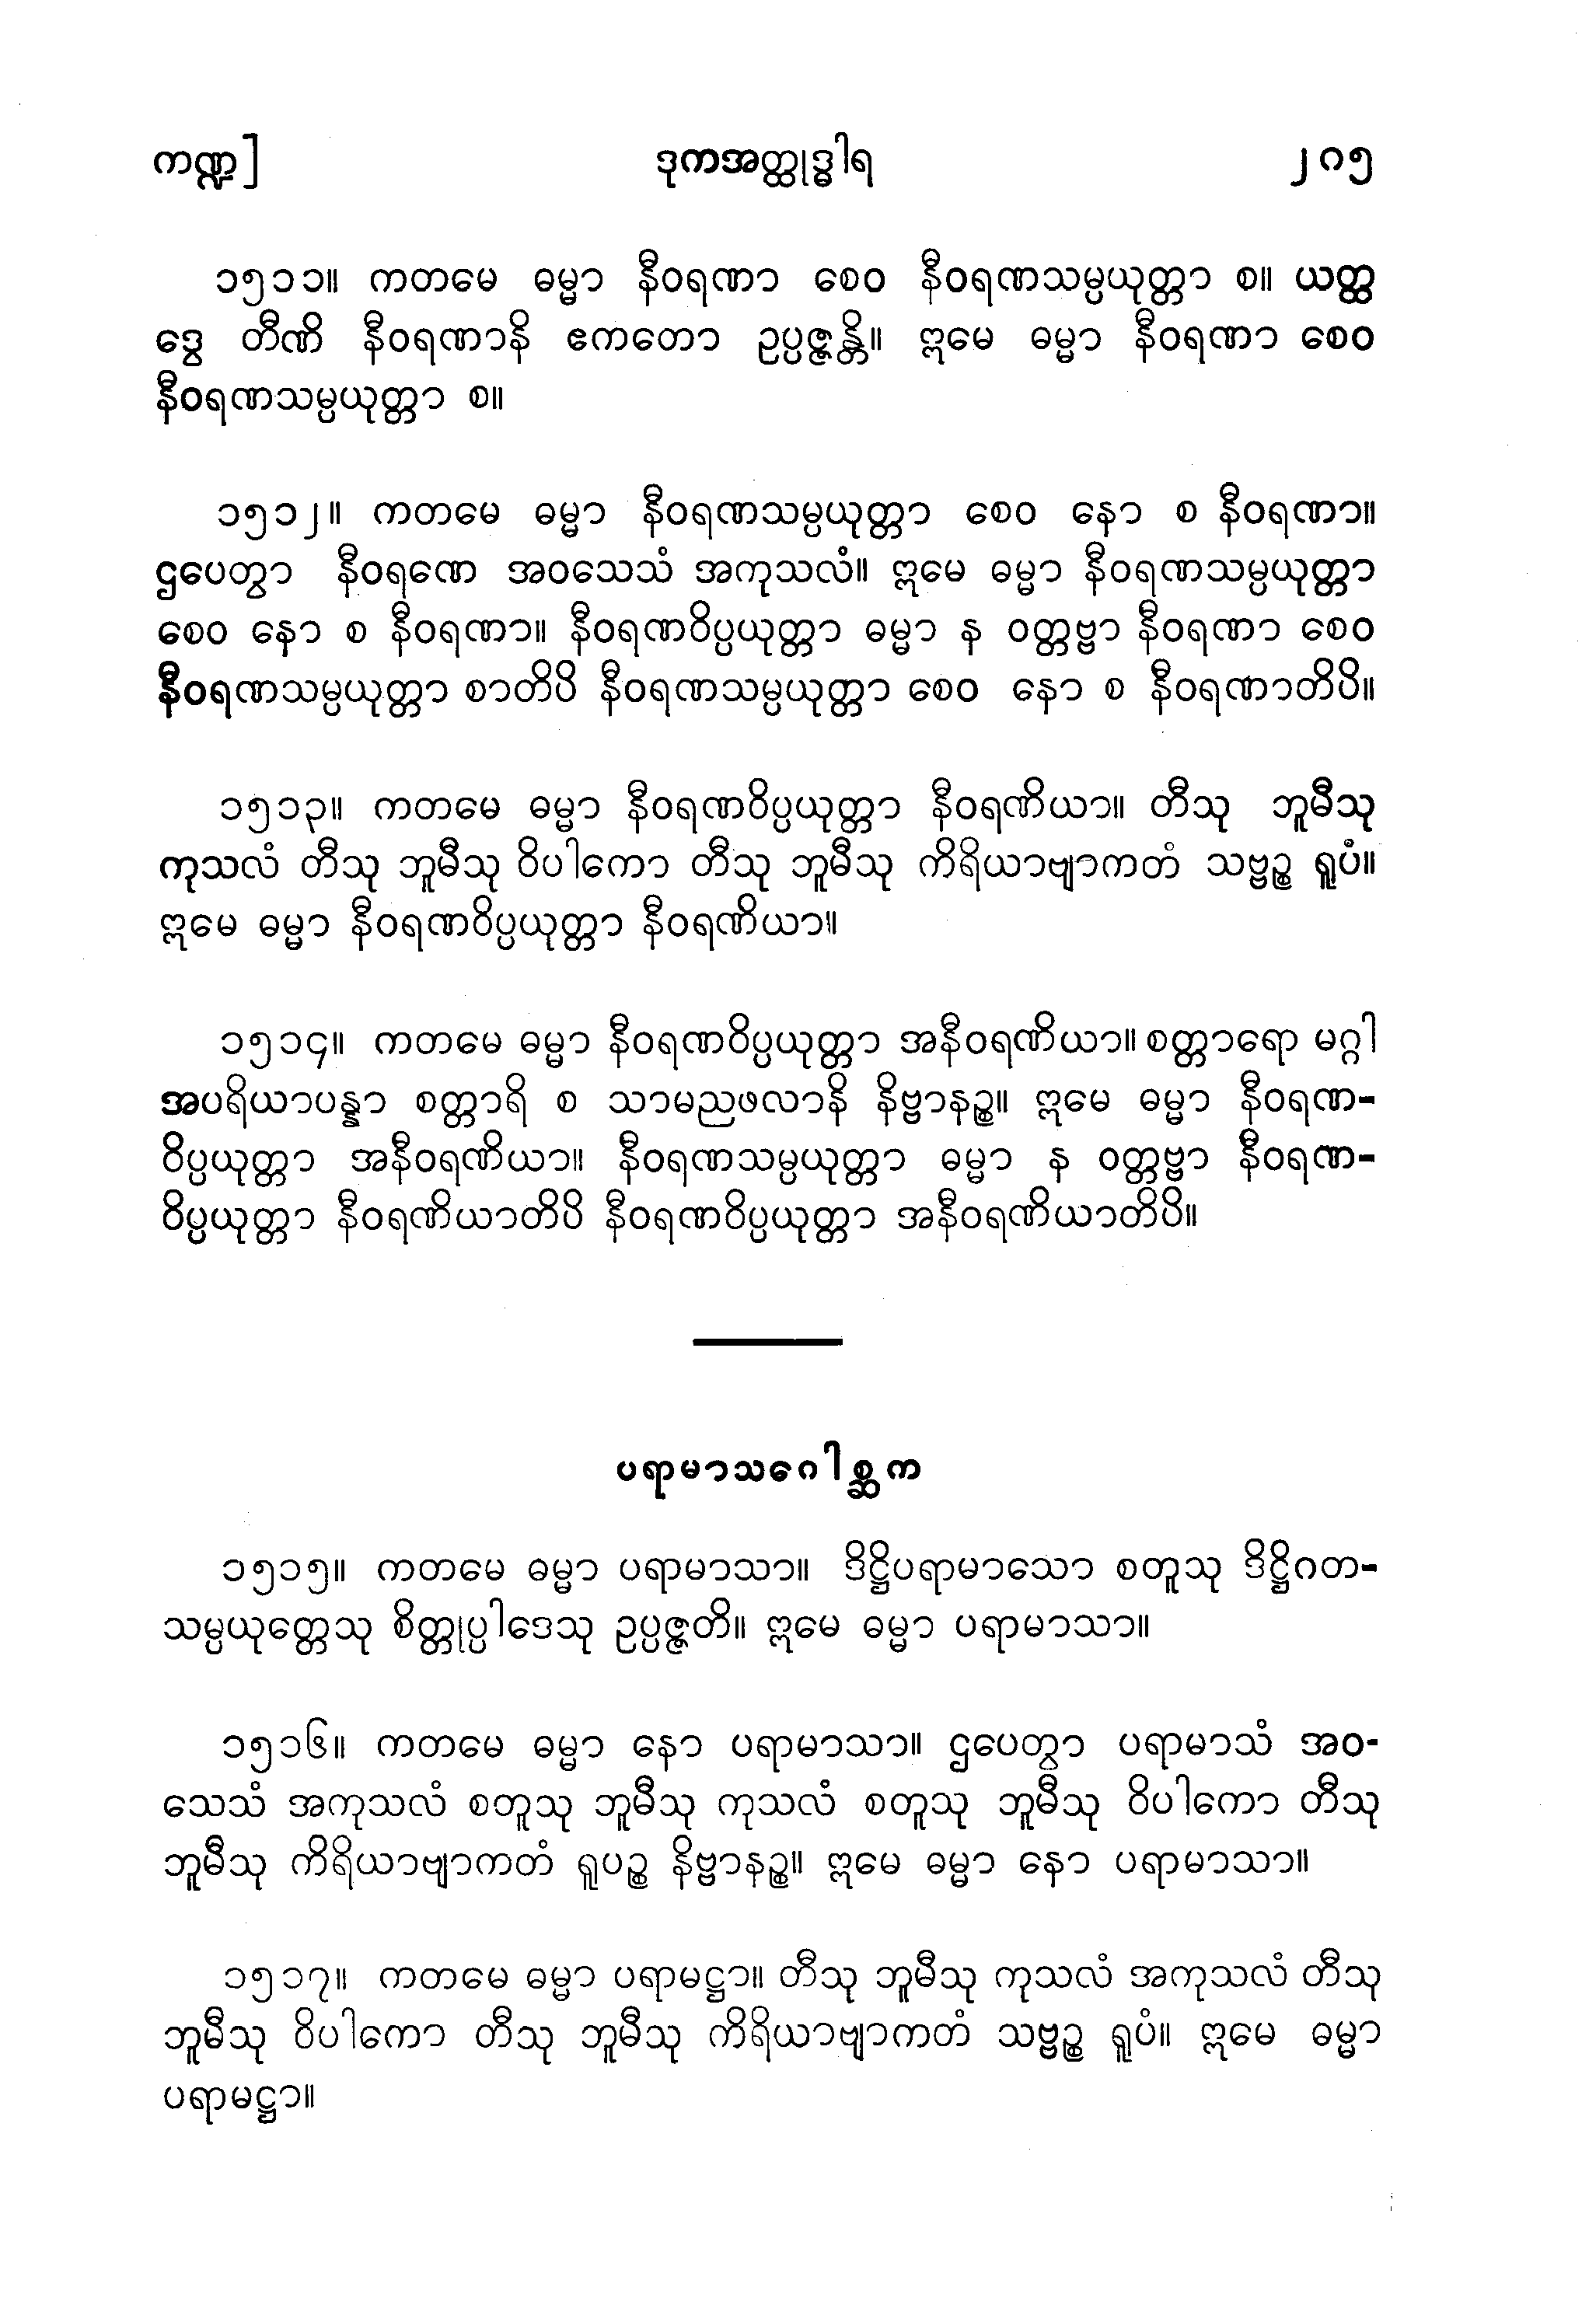 ကဏ္ဍ] ဒုကအတ္ထုဒ္ဓါရ ၂၈၅
၁၅၁၁။ ကတမေ ဓမ္မာ နီဝရဏာ စေဝ နီဝရဏသမ္ပယုတ္တာ စ။ ယတ္ထ
ဒွေ တီဏိ နီဝရဏာနိ ဧကတော ဥပ္ပဇ္ဇန္တိ။ ဣမေ ဓမ္မာ နီဝရဏာ စေဝ
နီဝရဏသမ္ပယုတ္တာ စ။
၁၅၁၂။ ကတမေ ဓမ္မာ နီဝရဏသမ္ပယုတ္တာ စေဝ နော စ နီဝရဏာ။
ဌပေတွာ နီဝရဏေ အဝသေသံ အကုသလံ။ ဣမေ ဓမ္မာ နီဝရဏသမ္ပယုတ္တာ
စေဝ နော စ နီဝရဏာ။ နီဝရဏဝိပ္ပယုတ္တာ ဓမ္မာ န ဝတ္တဗ္ဗာ နီဝရဏာ စေဝ
နီဝရဏသမ္ပယုတ္တာ စာတိပိ နီဝရဏသမ္ပယုတ္တာ စေဝ နော စ နီဝရဏာတိပိ။
၁၅၁၃။ ကတမေ ဓမ္မာ နီဝရဏဝိပ္ပယုတ္တာ နီဝရဏိယာ။ တီသု ဘူမီသု
ကုသလံ တီသု ဘူမီသု ဝိပါကော တီသု ဘူမီသု ကိရိယာဗျာကတံ သဗ္ဗဉ္စ ရူပံ။
ဣမေ ဓမ္မာ နီဝရဏဝိပ္ပယုတ္တာ နီဝရဏိယာ။
၁၅၁၄။ ကတမေ ဓမ္မာ နီဝရဏဝိပ္ပယုတ္တာ အနီဝရဏိယာ။ စတ္တာရော မဂ္ဂါ
အပရိယာပန္နာ စတ္တာရိ စ သာမညဖလာနိ နိဗ္ဗာနဉ္စ။ ဣမေ ဓမ္မာ နီဝရဏ-
ဝိပ္ပယုတ္တာ အနီဝရဏိယာ။ နီဝရဏသမ္ပယုတ္တာ ဓမ္မာ န ဝတ္တဗ္ဗာ နီဝရဏ-
ဝိပ္ပယုတ္တာ နီဝရဏိယာတိပိ နီဝရဏဝိပ္ပယုတ္တာ အနီဝရဏိယာတိပိ။
ပရာမာသဂေါစ္ဆက
၁၅၁၅။ ကတမေ ဓမ္မာ ပရာမာသာ။ ဒိဋ္ဌိပရာမာသော စတူသု ဒိဋ္ဌိဂတ-
သမ္ပယုတ္တေသု စိတ္တုပ္ပါဒေသု ဥပ္ပဇ္ဇတိ။ ဣမေ ဓမ္မာ ပရာမာသာ။
၁၅၁၆။ ကတမေ ဓမ္မာ နော ပရာမာသာ။ ဌပေတွာ ပရာမာသံ အဝ-
သေသံ အကုသလံ စတူသု ဘူမီသု ကုသလံ စတူသု ဘူမီသု ဝိပါကော တီသု
ဘူမီသု ကိရိယာဗျာကတံ ရူပဉ္စ နိဗ္ဗာနဉ္စ။ ဣမေ ဓမ္မာ နော ပရာမာသာ။
၁၅၁၇။ ကတမေ ဓမ္မာ ပရာမဋ္ဌာ။ တီသု ဘူမီသု ကုသလံ အကုသလံ တီသု
ဘူမီသု ဝိပါကော တီသု ဘူမီသု ကိရိယာဗျာကတံ သဗ္ဗဉ္စ ရူပံ။ ဣမေ ဓမ္မာ
ပရာမဋ္ဌာ။